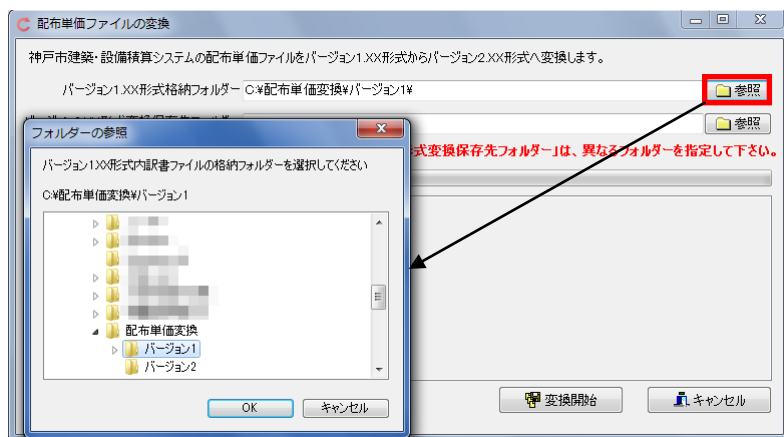 配布単価ファイルの変換
神戸市建築・設備積算システムの配布単価ファイルをバージョン1.XX形式からバージョン2.XX形式へ変換します。
バージョン1.XX形式格納フォルダー C:¥配布単価変換¥バージョン1¥ 参照
参照
式変換保存先フォルダー」は、異なるフォルダーを指定して下さい。
フォルダーの参照
バージョン1.XX形式内訳書ファイルの格納フォルダーを選択してください
C:¥配布単価変換¥バージョン1
配布単価変換
バージョン1
バージョン2
OK キャンセル
変換開始 キャンセル